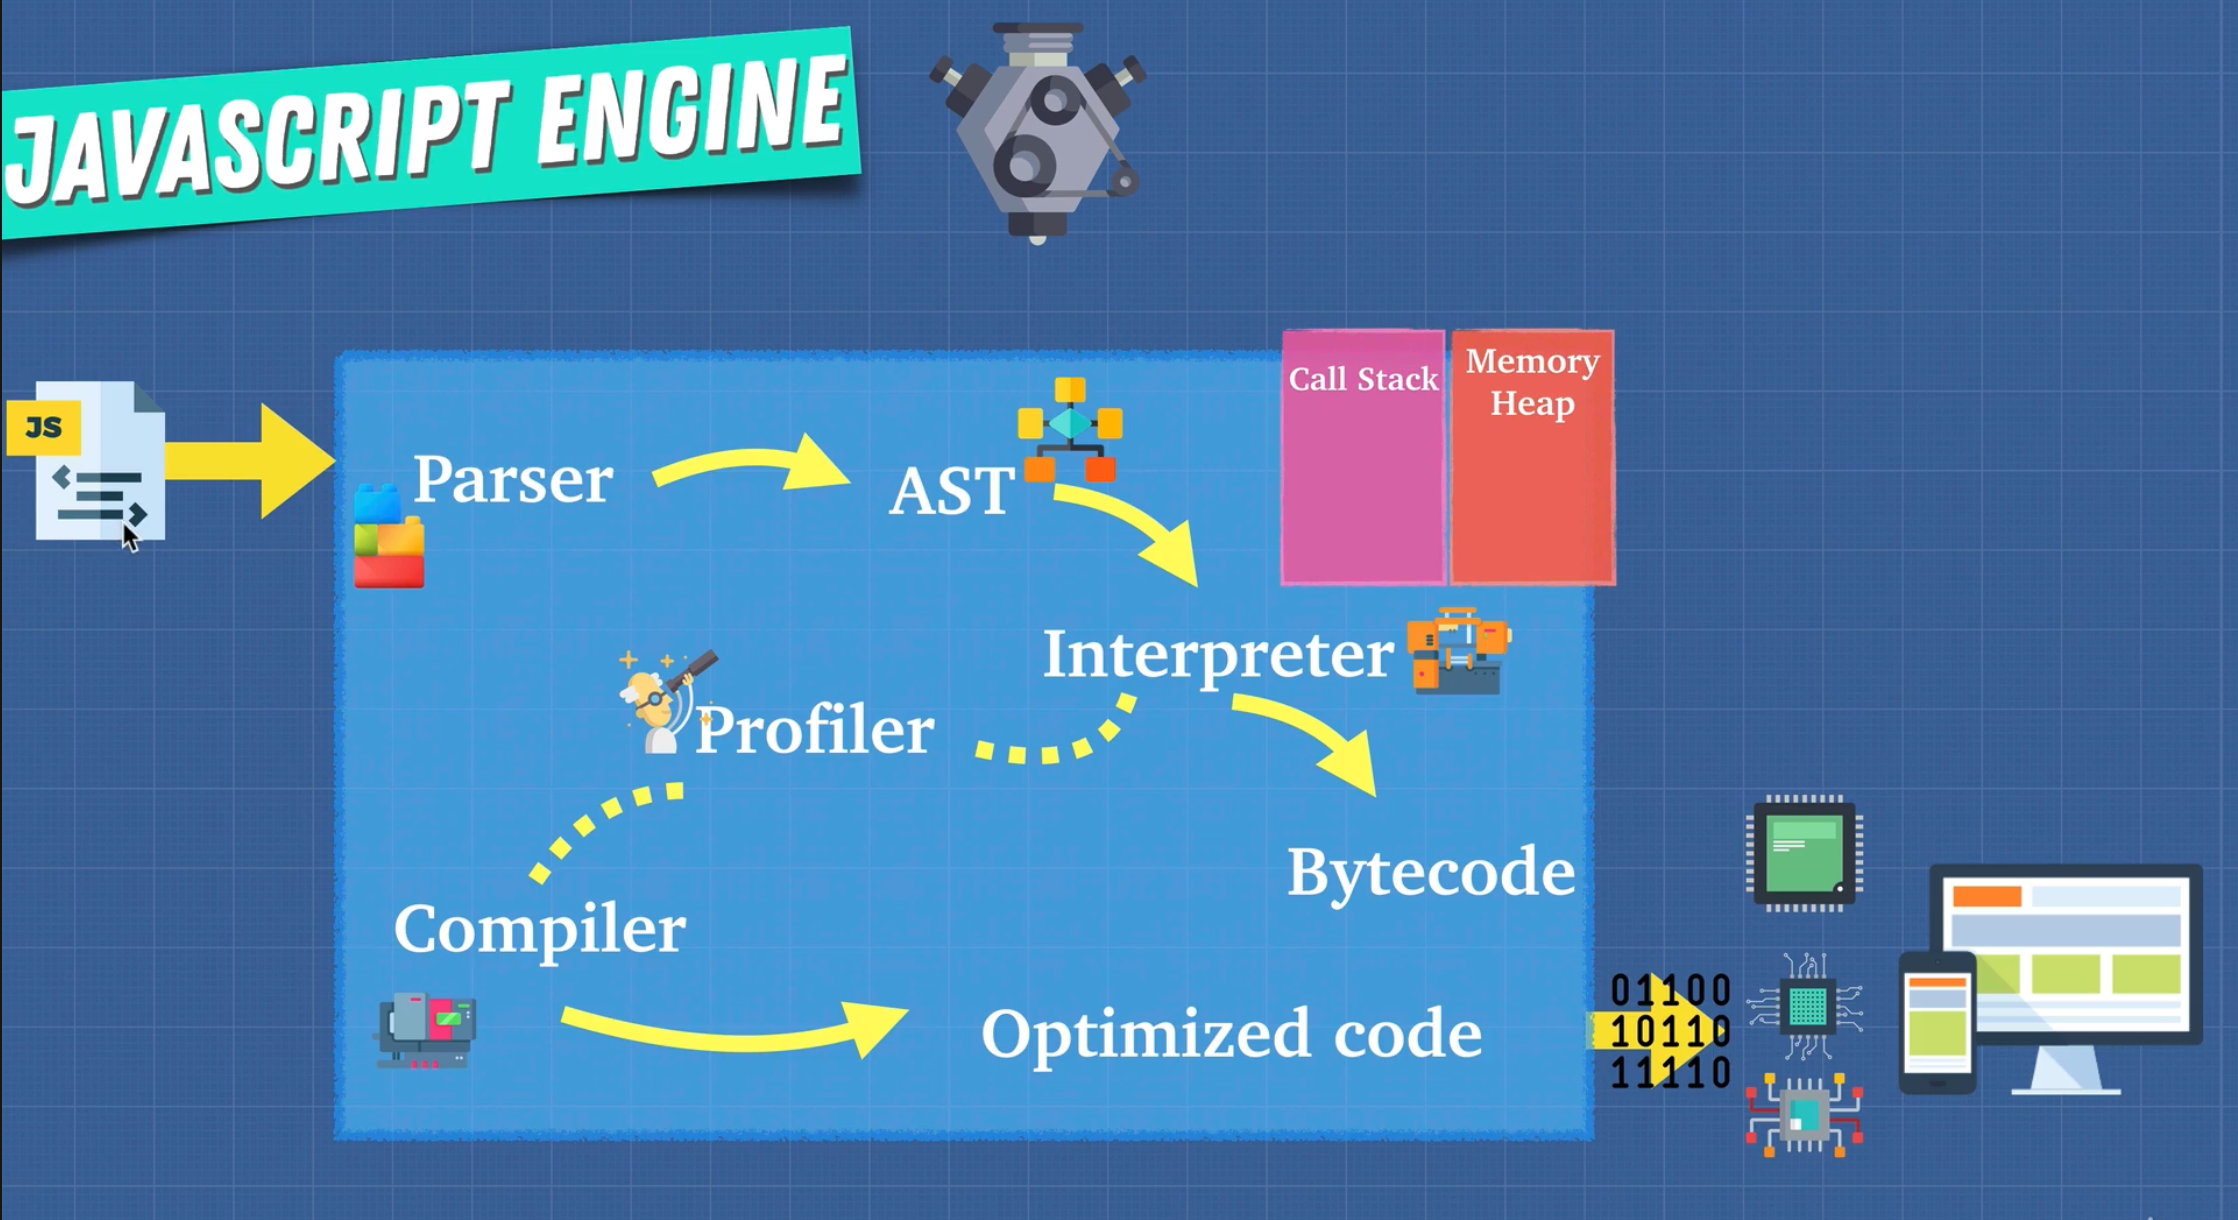 JAVASCRIPT ENGINE
JS
Parser
AST
Call Stack
Memory
Heap
Interpreter
Profiler
Bytecode
Compiler
Optimized code
01100
10110
11110